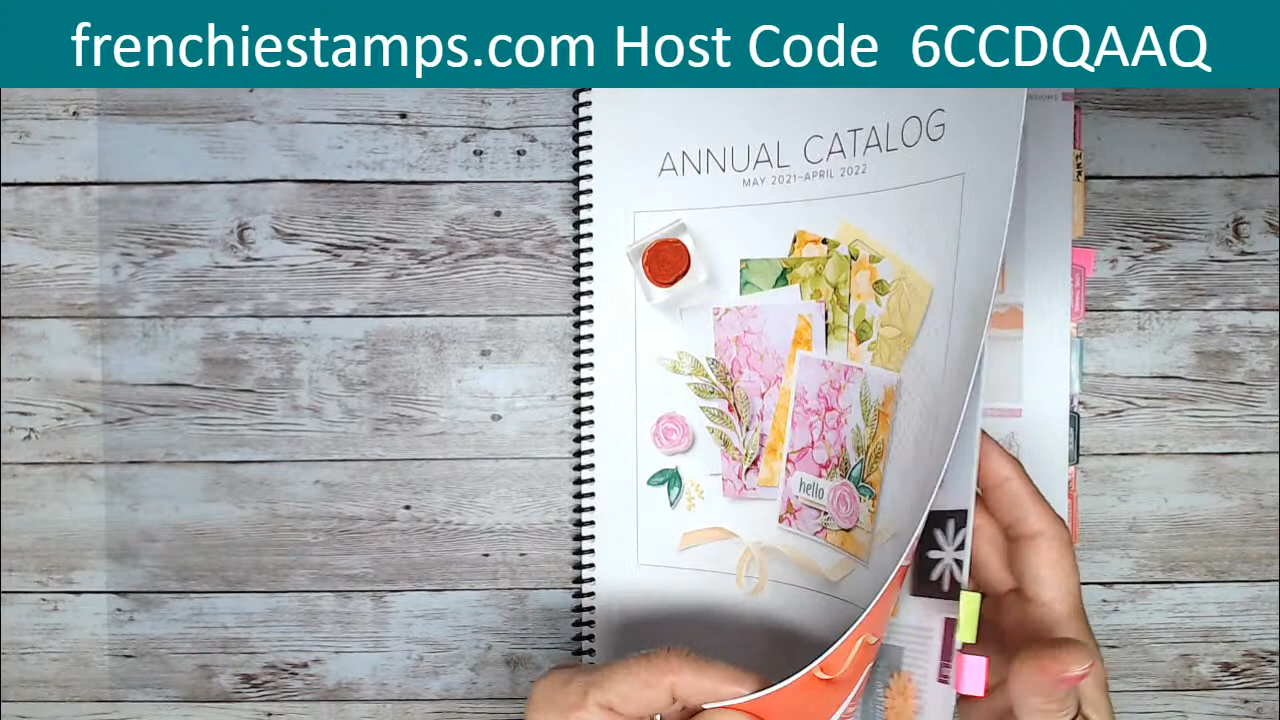 frenchiestamps.com Host Code 6CCDQAAQ
ANNUAL CATALOG
MAY 2021–APRIL 2022
hello